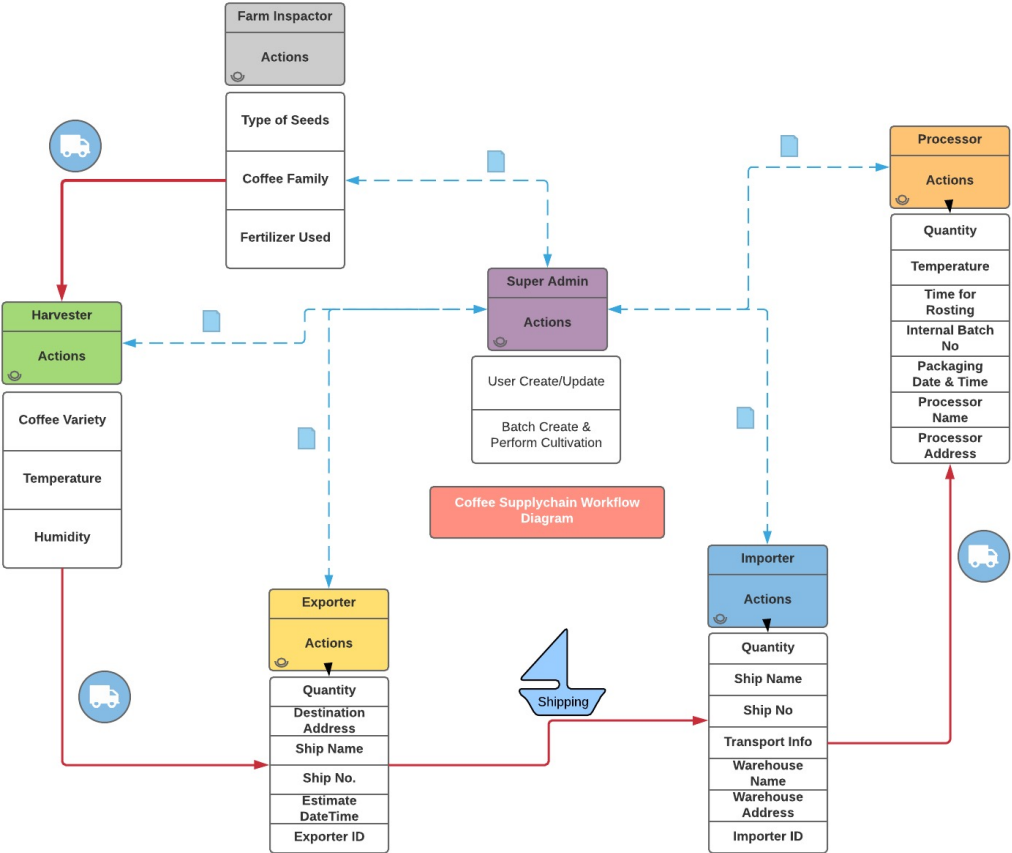 Farm Inspactor
Actions
Type of Seeds
Coffee Family
Fertilizer Used
Harvester
Actions
Coffee Variety
Temperature
Humidity
Super Admin
Actions
User Create/Update
Batch Create &
Perform Cultivation
Coffee Supplychain Workflow
Diagram
Processor
Actions
Quantity
Temperature
Time for
Rosting
Internal Batch
No
Packaging
Date & Time
Processor
Name
Processor
Address
Exporter
Actions
Quantity
Destination
Address
Ship Name
Ship No.
Estimate
DateTime
Exporter ID
Shipping
Importer
Actions
Quantity
Ship Name
Ship No
Transport Info
Warehouse
Name
Warehouse
Address
Importer ID